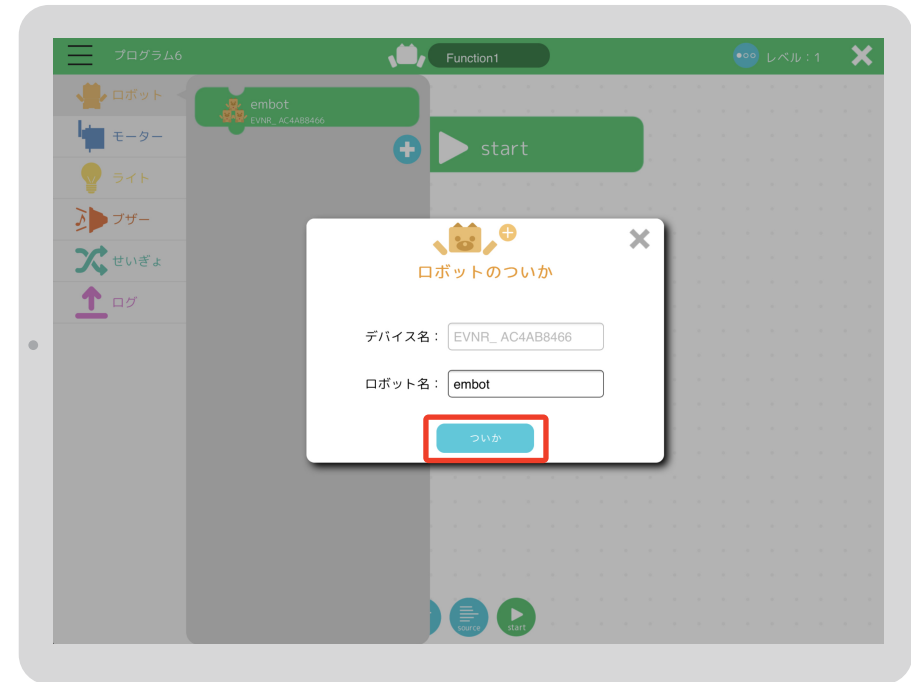 プログラム6
Function1
レベル：1
ロボット
モーター
ライト
ブザー
せいぎょ
ログ
embot
EVNR_AC4AB8466
start
ロボットのついか
デバイス名：
EVNR_ AC4AB8466
ロボット名：
embot
ついか
source
start